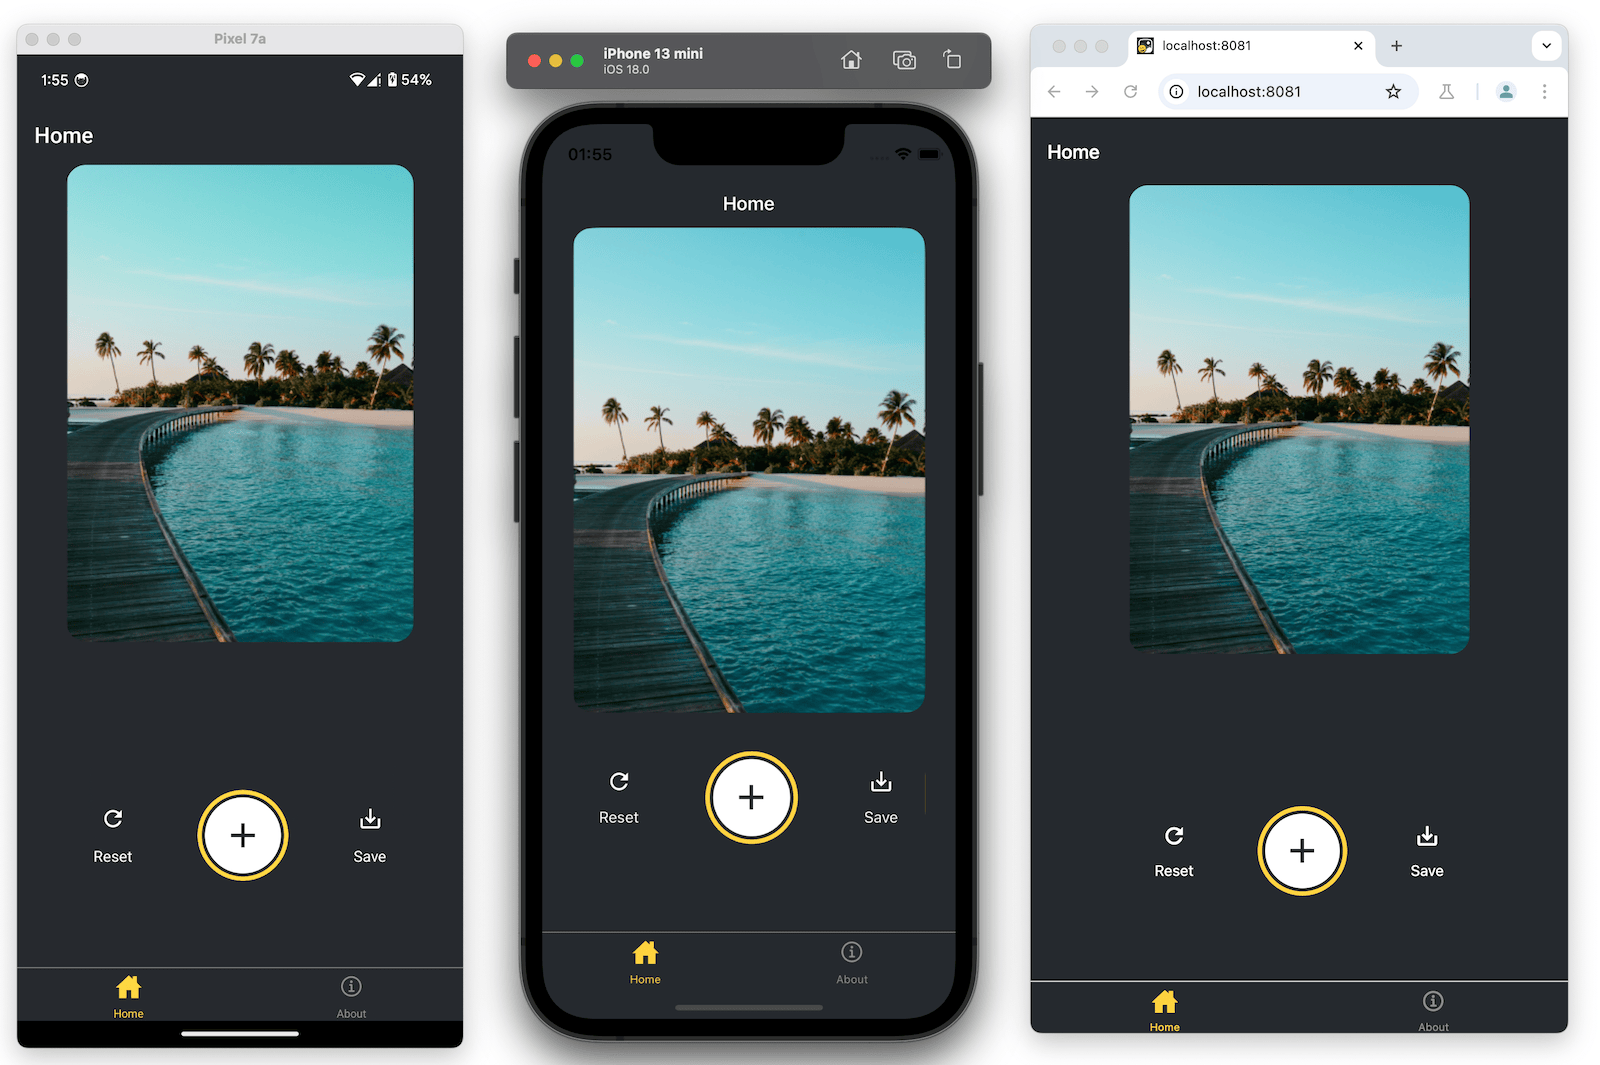 Pixel 7a
1:55
54%
Home
Reset
Save
Home
About
iPhone 13 mini
iOS 18.0
01:55
Home
Reset
Save
Home
About
localhost:8081
localhost:8081
Home
Reset
Save
Home
About